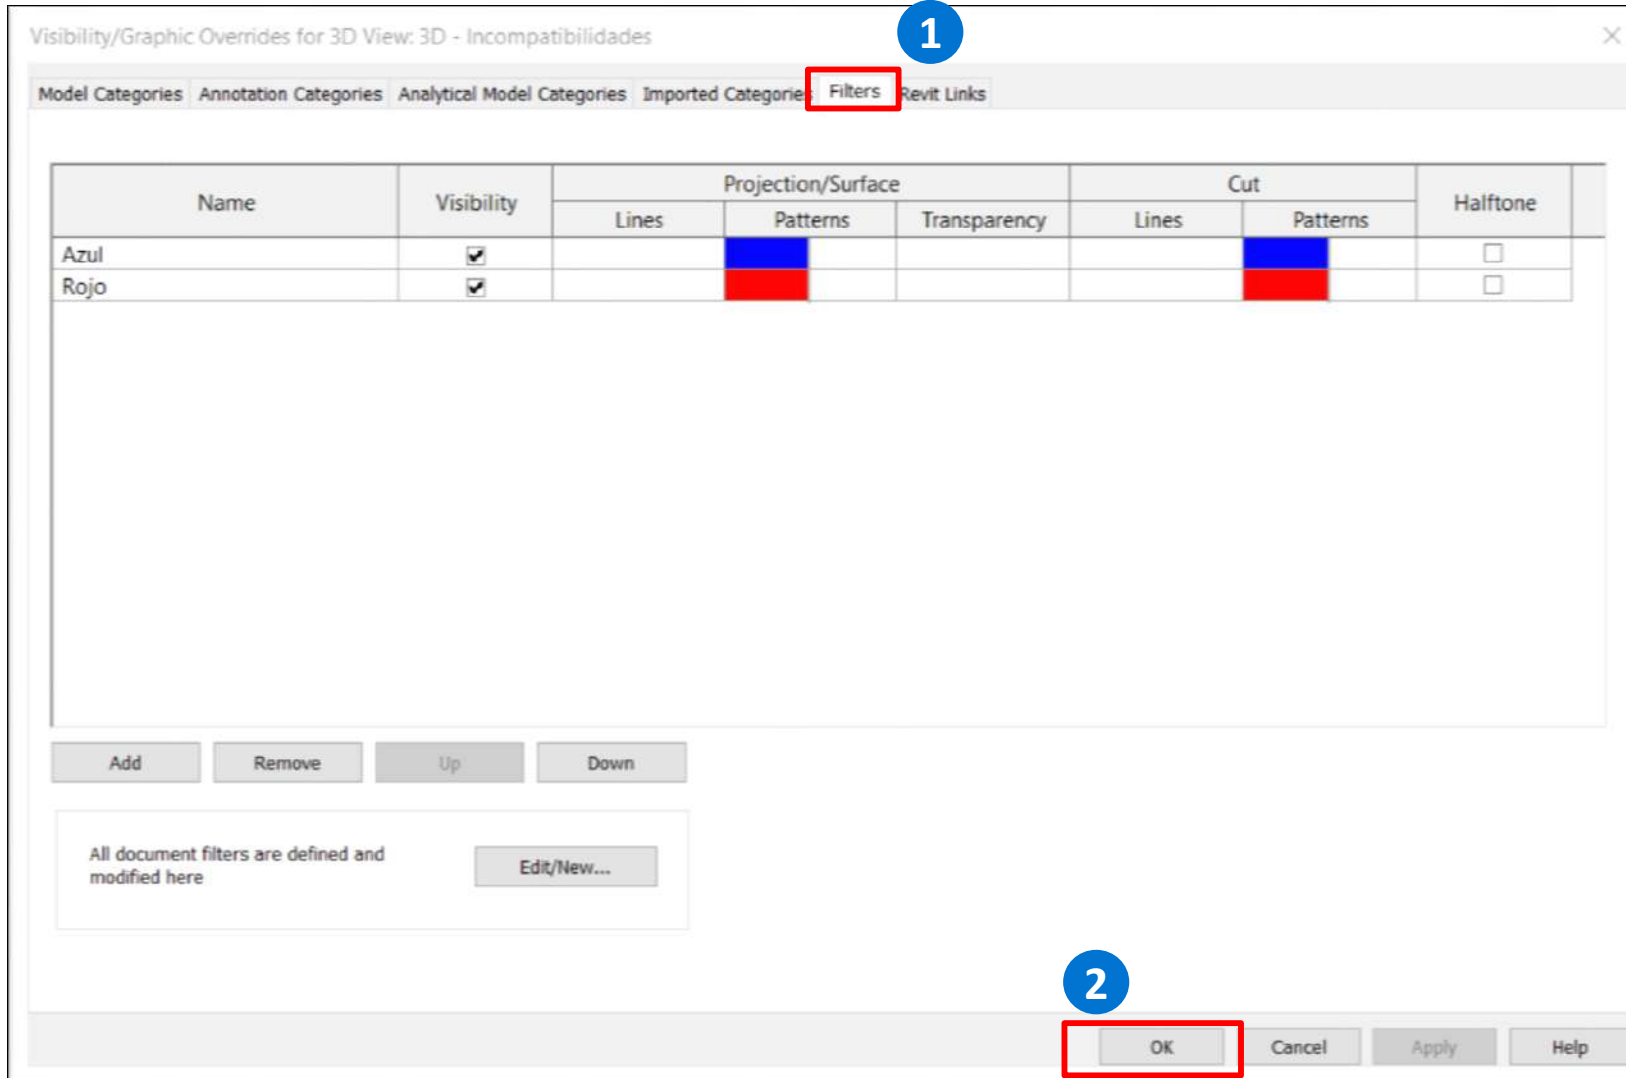 1
Visibility/Graphic Overrides for 3D View: 3D - Incompatibilidades
Model Categories Annotation Categories Analytical Model Categories Imported Categories Filters Revit Links
Name Visibility Projection/Surface Cut Halftone
Lines Patterns Transparency Lines Patterns
Azul
Rojo
Add Remove Up Down
All document filters are defined and
modified here
Edit/New...
2
OK Cancel Apply Help